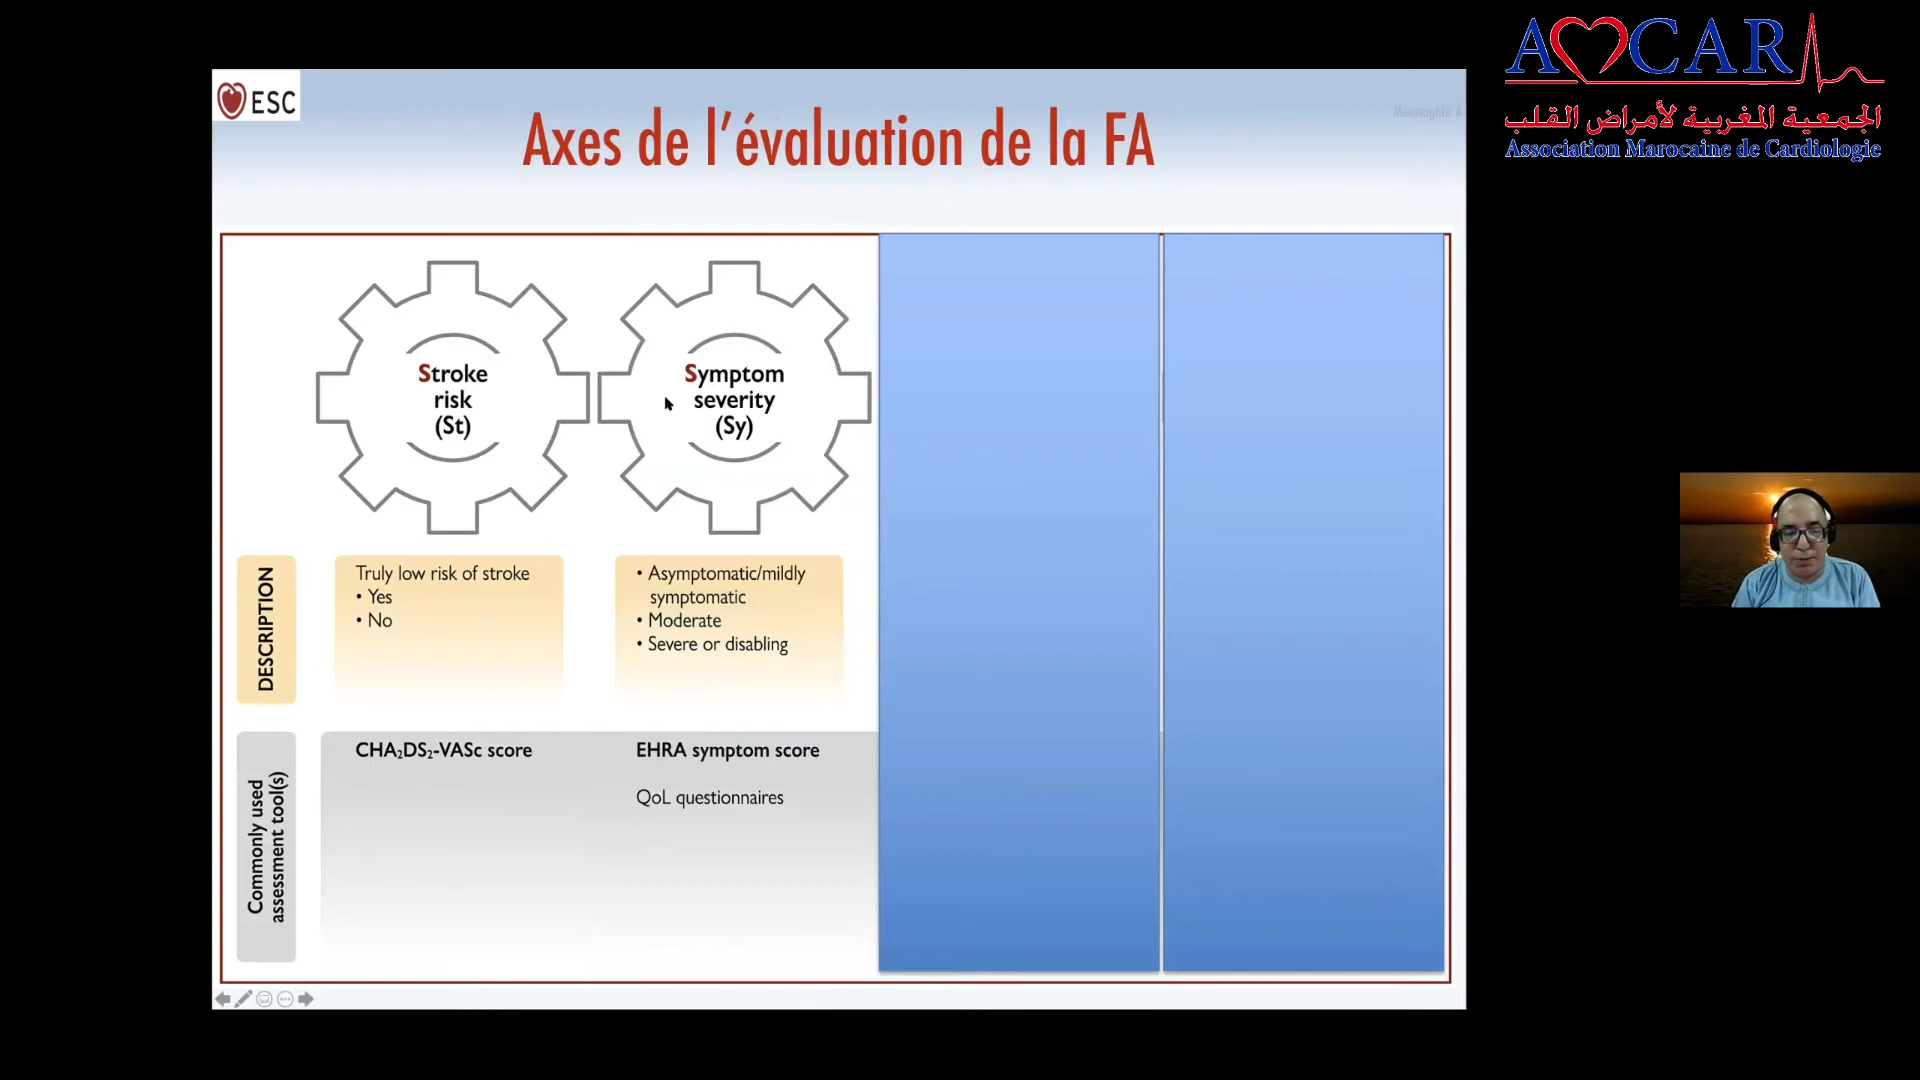 AMCAR
الجمعية المغربية لأمراض القلب
Association Marocaine de Cardiologie
ESC
Axes de l'évaluation de la FA
Stroke
risk
(St)
Symptom
severity
(Sy)
DESCRIPTION
Truly low risk of stroke
• Yes
• No
• Asymptomatic/mildly
symptomatic
• Moderate
• Severe or disabling
Commonly used
assessment tool(s)
CHA₂DS₂-VASc score
EHRA symptom score
QoL questionnaires